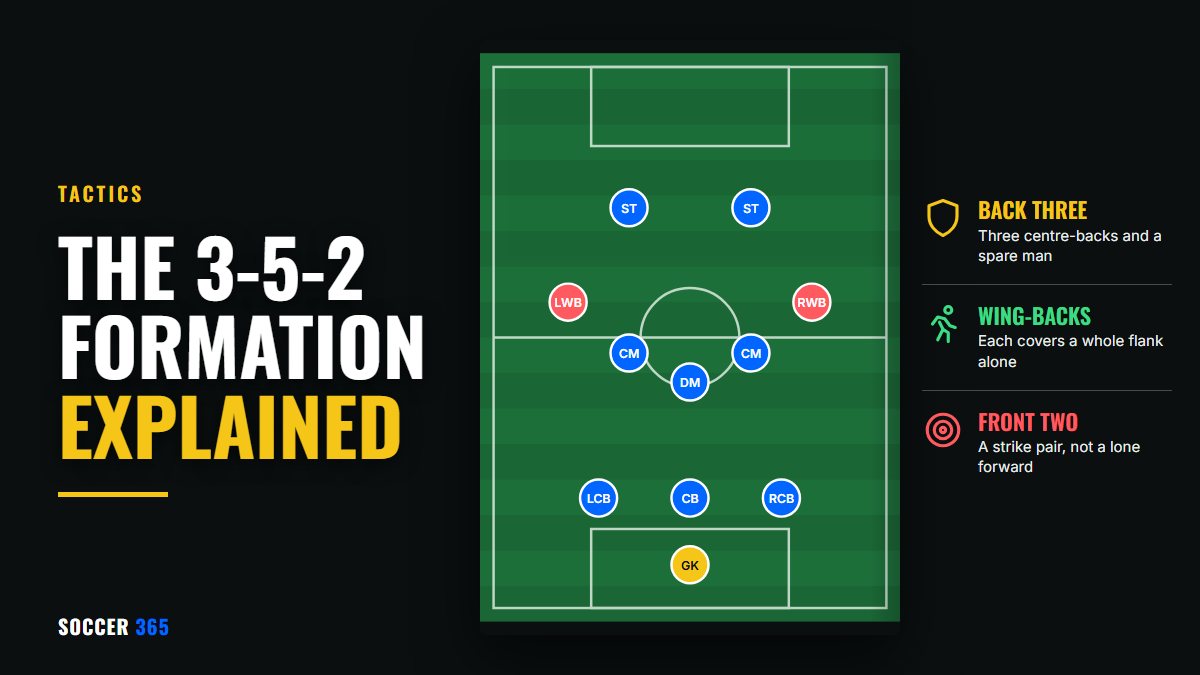 TACTICS
THE 3-5-2
FORMATION
EXPLAINED
SOCCER 365
ST
ST
LWB
RWB
CM
CM
DM
LCB
CB
RCB
GK
BACK THREE
Three centre-backs and a
spare man
WING-BACKS
Each covers a whole flank
alone
FRONT TWO
A strike pair, not a lone
forward